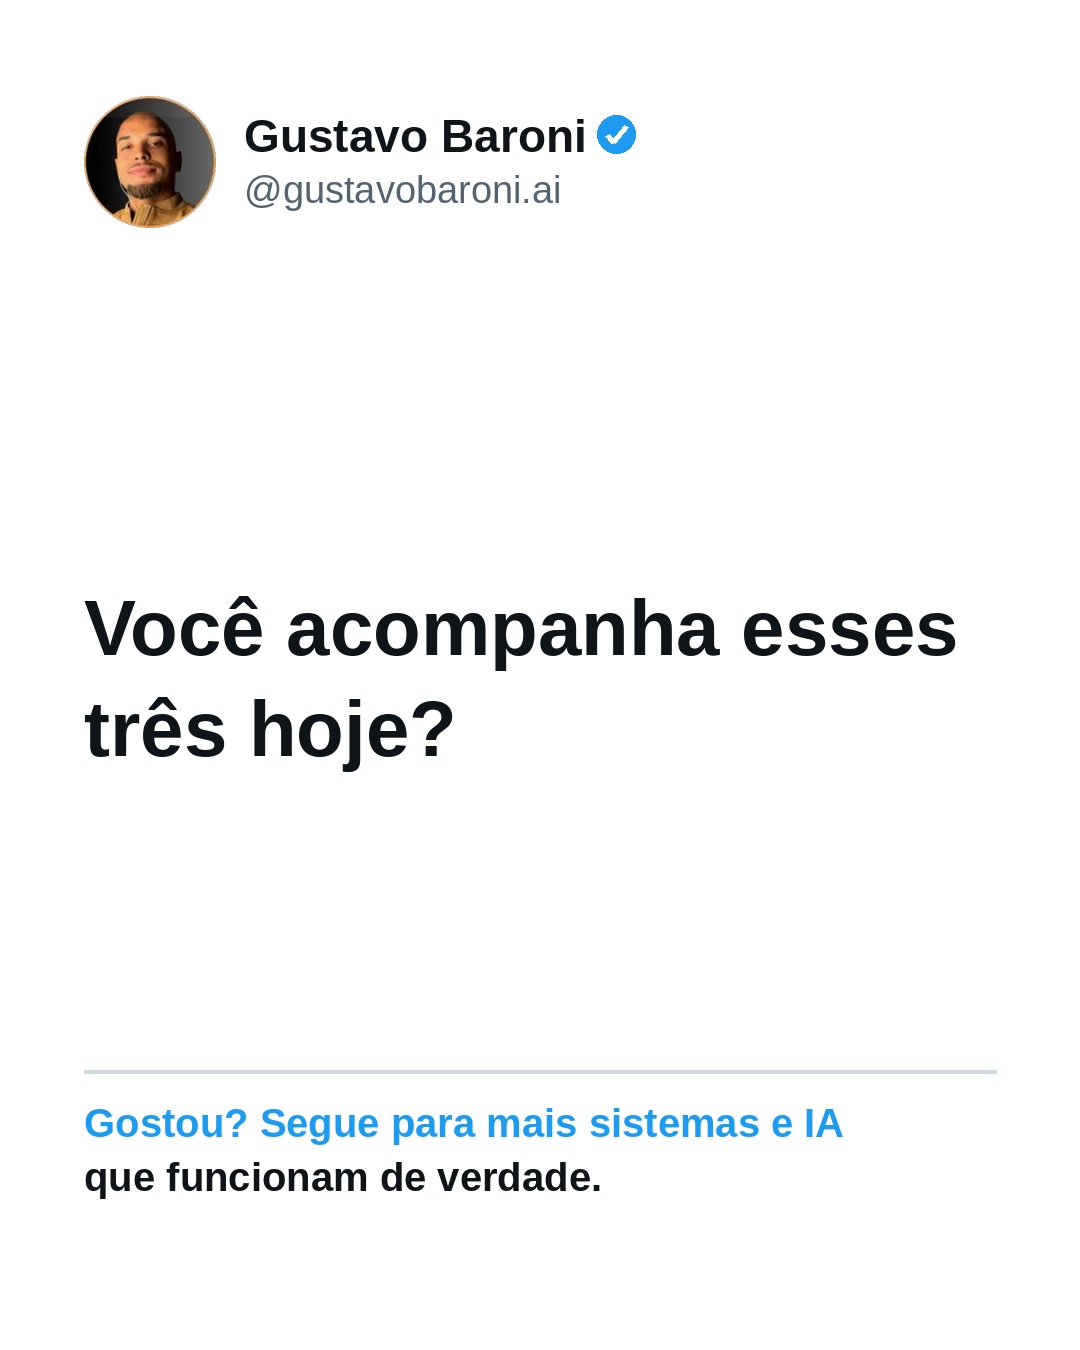 Gustavo Baroni
@gustavobaroni.ai
Você acompanha esses
três hoje?
Gostou? Segue para mais sistemas e IA
que funcionam de verdade.